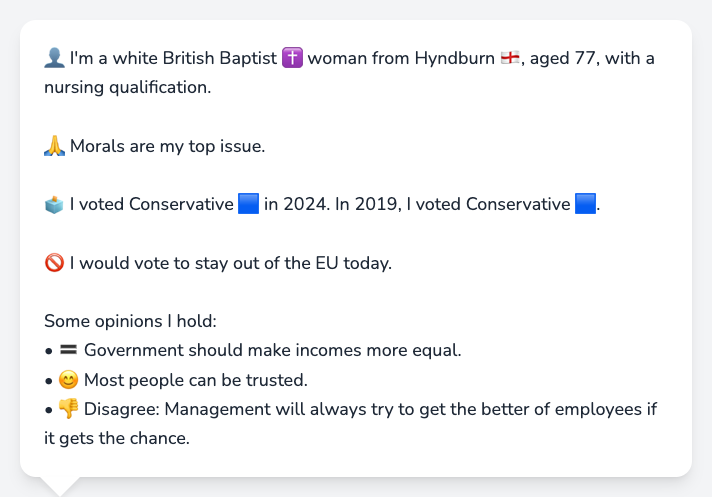 👤 I'm a white British Baptist ✝️ woman from Hyndburn 🏴󠁧󠁢󠁥󠁮󠁧󠁿, aged 77, with a
nursing qualification.
🙏 Morals are my top issue.
🗳️ I voted Conservative 🟦 in 2024. In 2019, I voted Conservative 🟦.
🚫 I would vote to stay out of the EU today.
Some opinions I hold:
• 🟰 Government should make incomes more equal.
• 😊 Most people can be trusted.
• 👎 Disagree: Management will always try to get the better of employees if
it gets the chance.